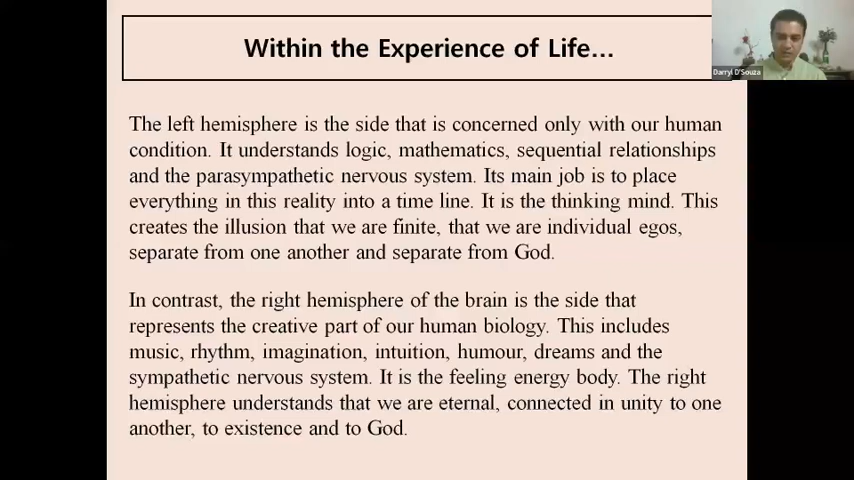 Within the Experience of Life...
Darryl D'Souza
The left hemisphere is the side that is concerned only with our human
condition. It understands logic, mathematics, sequential relationships
and the parasympathetic nervous system. Its main job is to place
everything in this reality into a time line. It is the thinking mind. This
creates the illusion that we are finite, that we are individual egos,
separate from one another and separate from God.
In contrast, the right hemisphere of the brain is the side that
represents the creative part of our human biology. This includes
music, rhythm, imagination, intuition, humour, dreams and the
sympathetic nervous system. It is the feeling energy body. The right
hemisphere understands that we are eternal, connected in unity to one
another, to existence and to God.